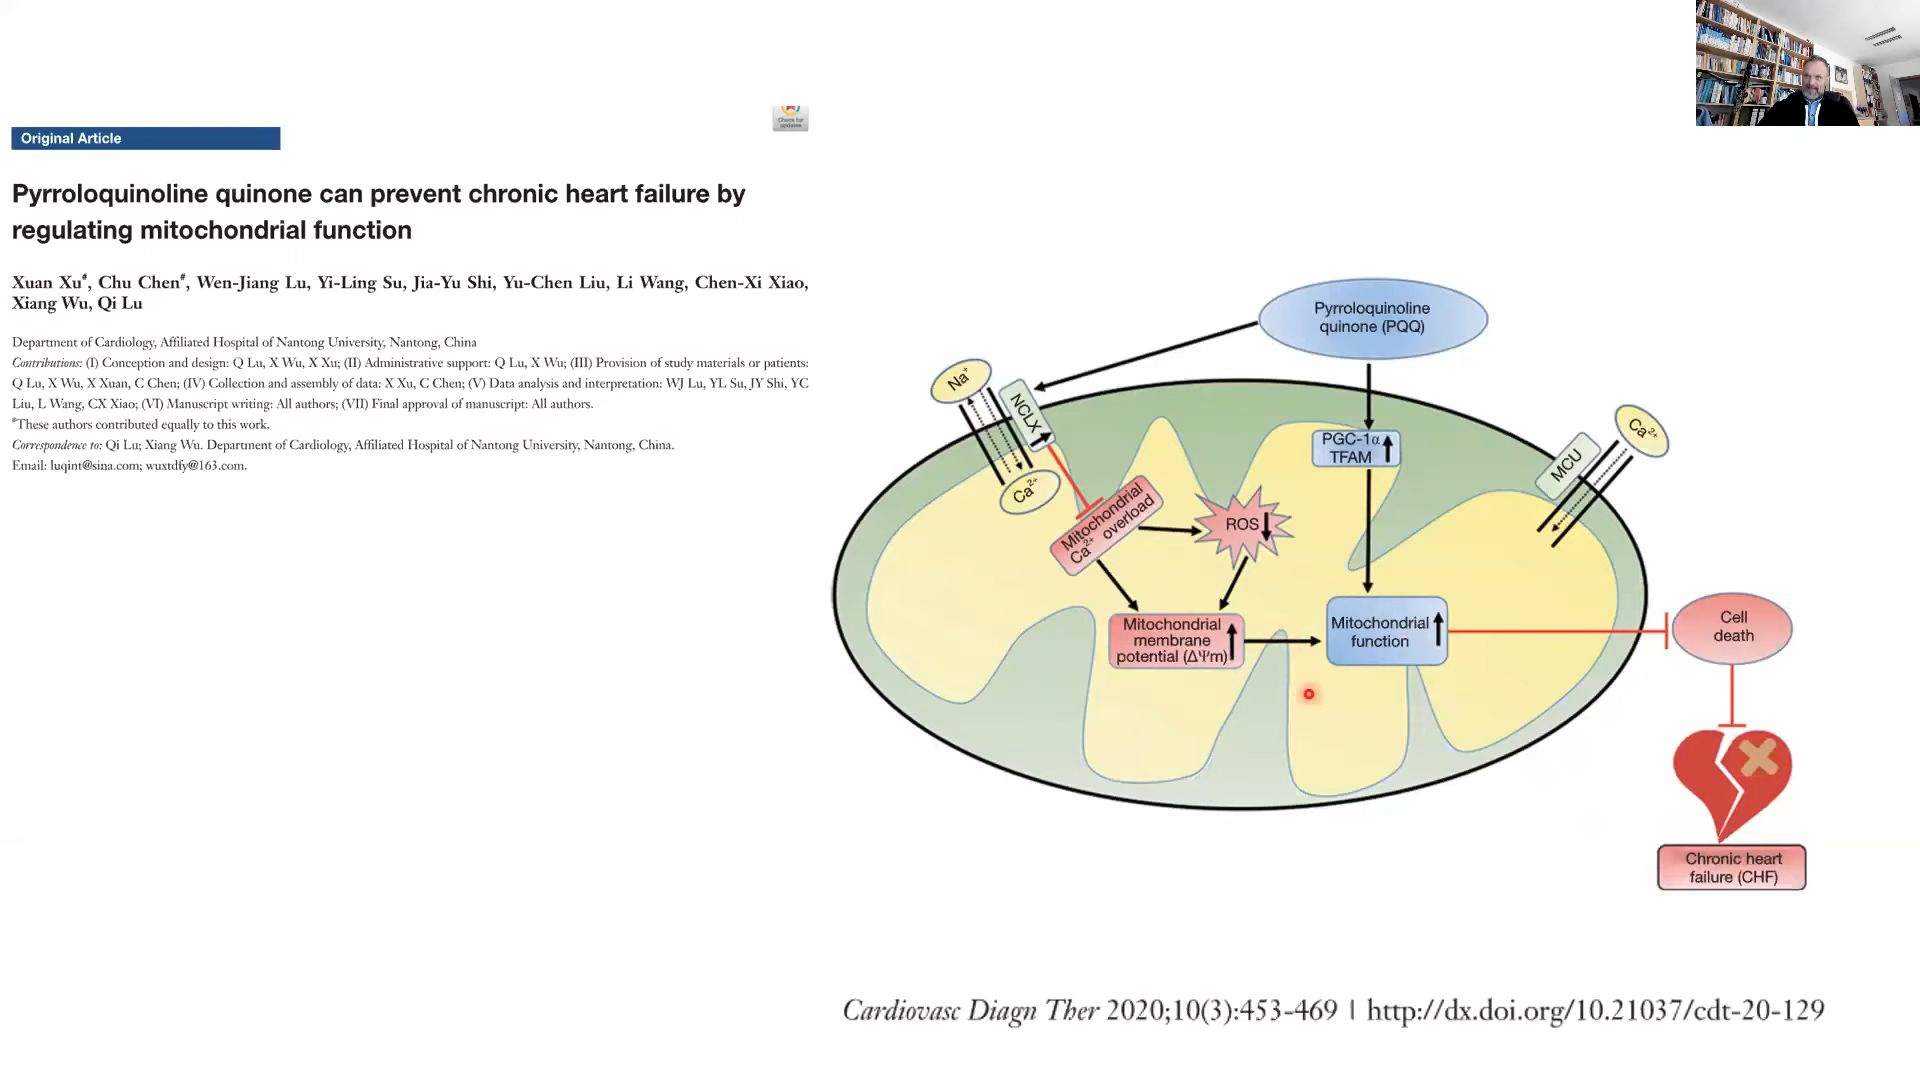 Check for
updates
Original Article
Pyrroloquinoline quinone can prevent chronic heart failure by
regulating mitochondrial function
Xuan Xu#, Chu Chen#, Wen-Jiang Lu, Yi-Ling Su, Jia-Yu Shi, Yu-Chen Liu, Li Wang, Chen-Xi Xiao,
Xiang Wu, Qi Lu
Department of Cardiology, Affiliated Hospital of Nantong University, Nantong, China
Contributions: (I) Conception and design: Q Lu, X Wu, X Xu; (II) Administrative support: Q Lu, X Wu; (III) Provision of study materials or patients:
Q Lu, X Wu, X Xuan, C Chen; (IV) Collection and assembly of data: X Xu, C Chen; (V) Data analysis and interpretation: WJ Lu, YL Su, JY Shi, YC
Liu, L Wang, CX Xiao; (VI) Manuscript writing: All authors; (VII) Final approval of manuscript: All authors.
#These authors contributed equally to this work.
Correspondence to: Qi Lu; Xiang Wu. Department of Cardiology, Affiliated Hospital of Nantong University, Nantong, China.
Email: luqint@sina.com; wuxtdfy@163.com.
Pyrroloquinoline
quinone (PQQ)
Na+
NCLX
Ca2+
PGC-1α
TFAM
MCU
Ca2+
Mitochondrial
Ca2+ overload
ROS
Mitochondrial
membrane
potential (ΔΨm)
Mitochondrial
function
Cell
death
Chronic heart
failure (CHF)
Cardiovasc Diagn Ther 2020;10(3):453-469 | http://dx.doi.org/10.21037/cdt-20-129